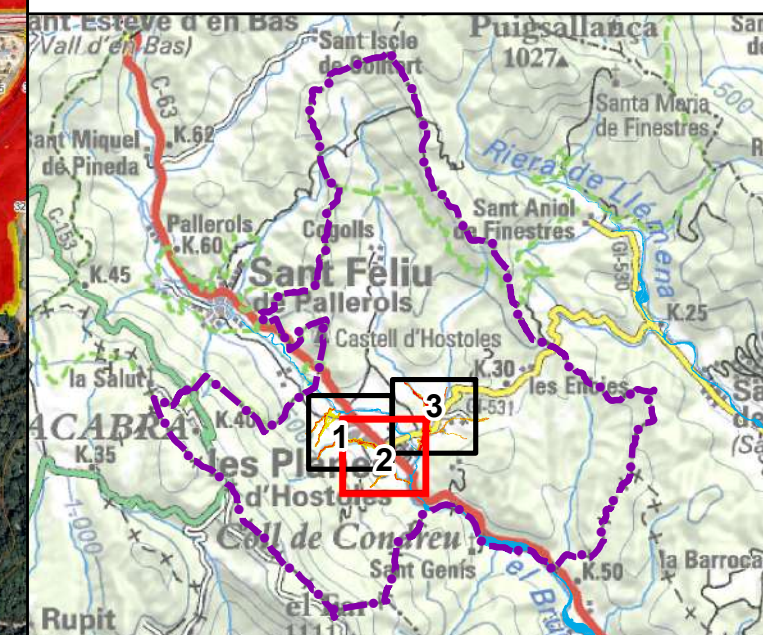 Sant Esteve d'en Bas
(Vall d'en Bas)
C-63
K.62
Sant Miquel
de Pineda
C-153
K.45
Pallerols
K.60
Sant Iscle
de Colltort
Puigsallança
1027
Santa Maria
de Finestres
500
Riera de Llémena
Sant Aniol
de Finestres
GI-530
K.25
Cogolls
Sant Feliu
de Pallerols
Castell d'Hostoles
la Salut
K.40
K.35
1.000
K.30
les Encies
GI-531
1
2
3
les Planes
d'Hostoles
Coll de Condreu
Sant Genís
el Far
1111
Rupit
K.50
la Barroca